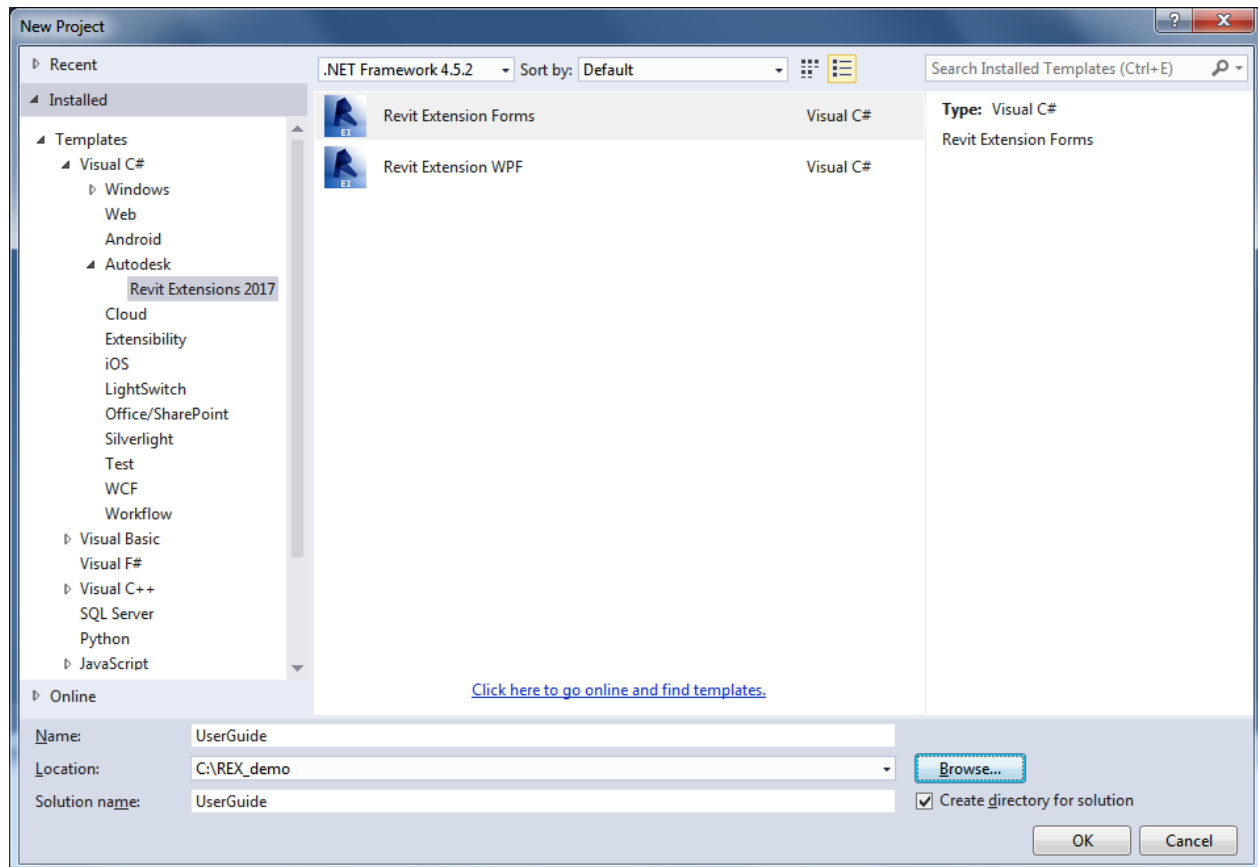 New Project
Recent
.NET Framework 4.5.2 Sort by: Default Search Installed Templates (Ctrl+E)
Installed
Templates
Visual C#
Windows
Web
Android
Autodesk
Revit Extensions 2017
Cloud
Extensibility
iOS
LightSwitch
Office/SharePoint
Silverlight
Test
WCF
Workflow
Visual Basic
Visual F#
Visual C++
SQL Server
Python
JavaScript
Online
R EX Revit Extension Forms Visual C#
R EX Revit Extension WPF Visual C#
Click here to go online and find templates.
Type: Visual C#
Revit Extension Forms
Name: UserGuide
Location: C:\REX_demo Browse...
Solution name: UserGuide Create directory for solution
OK Cancel